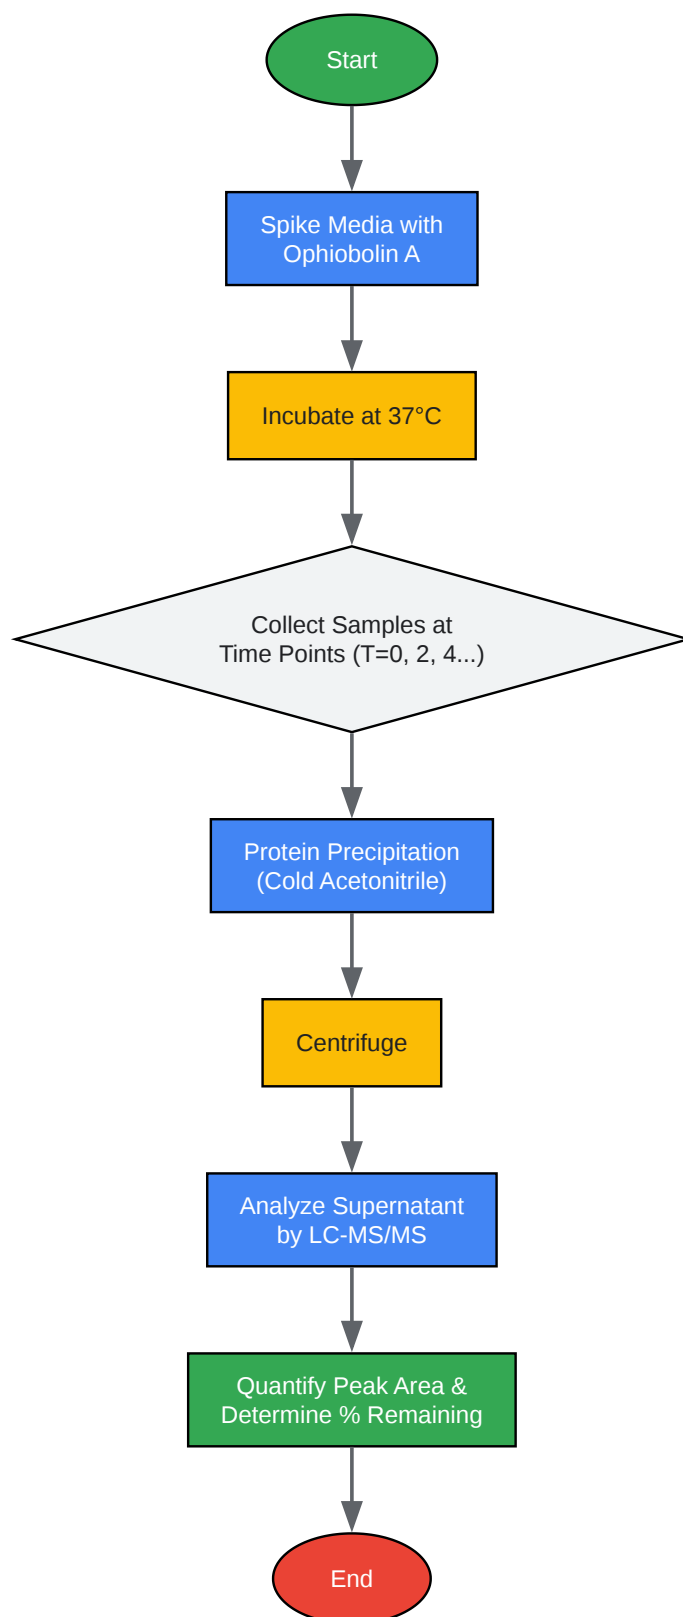 Start
Spike Media with
Ophiobolin A
Incubate at 37°C
Collect Samples at
Time Points (T=0, 2, 4...)
Protein Precipitation
(Cold Acetonitrile)
Centrifuge
Analyze Supernatant
by LC-MS/MS
Quantify Peak Area &
Determine % Remaining
End